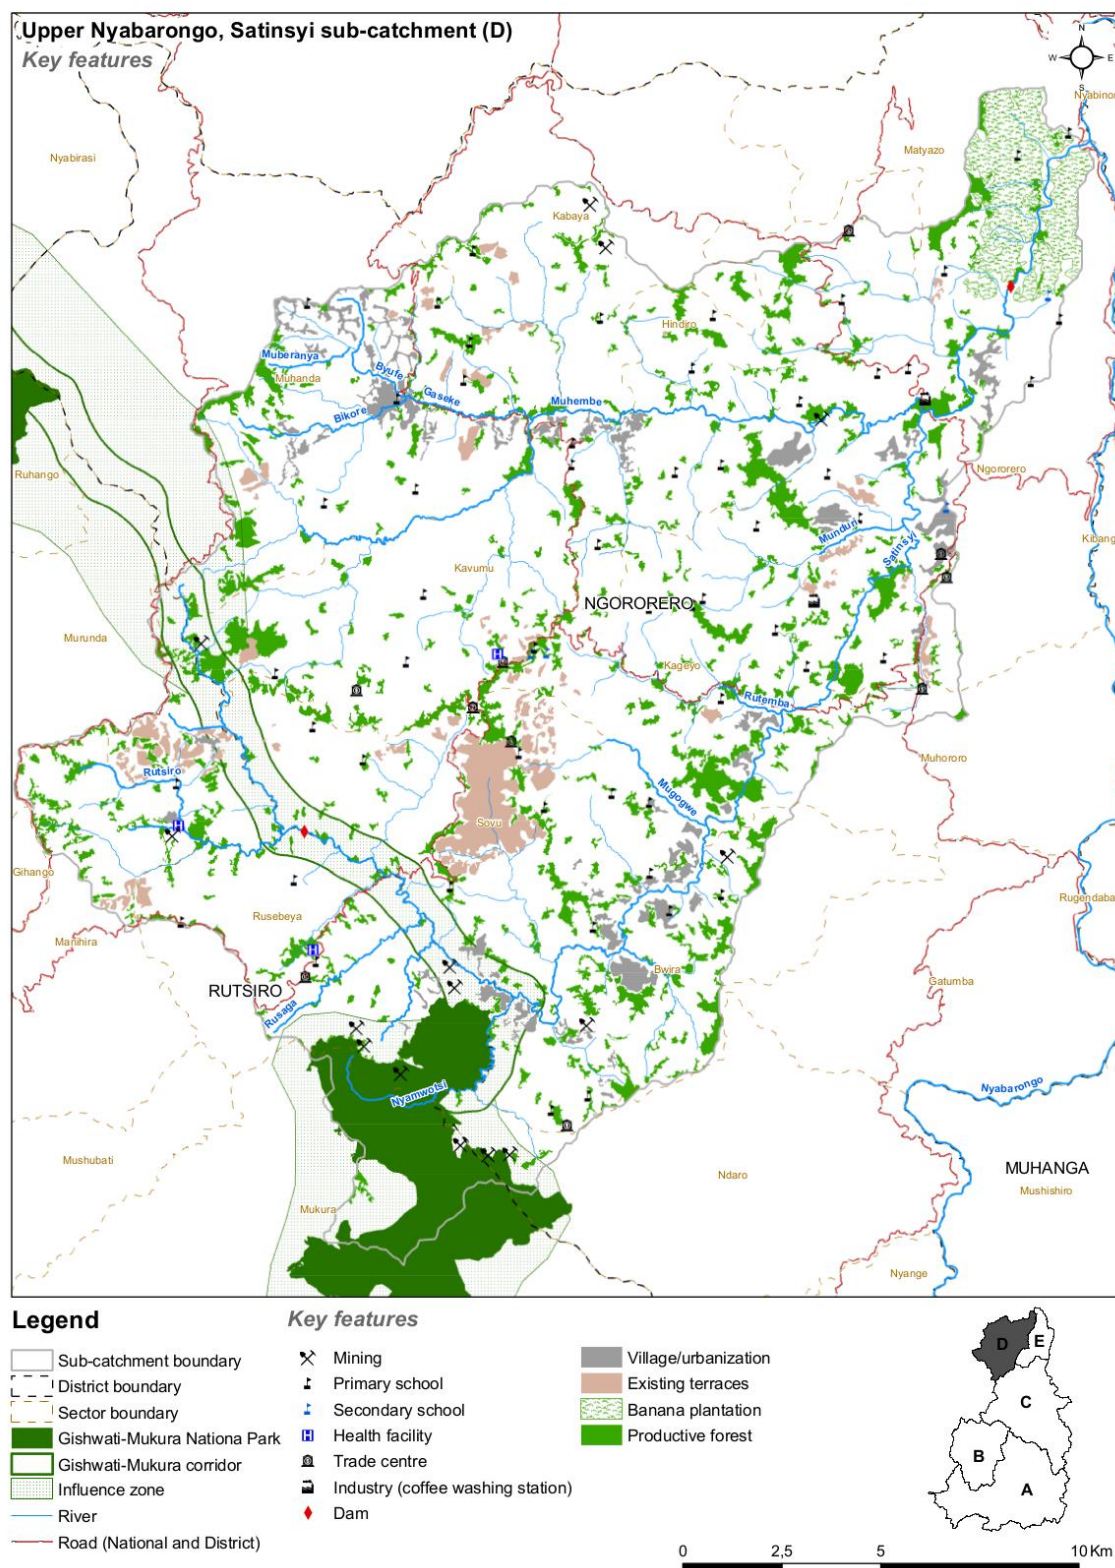 Upper Nyabarongo, Satinsyi sub-catchment (D)
Key features
N
W
E
S
Nyabirasi
Matyazo
Kabaya
Hindiro
Muberanya
Muhanda
Byufe
Gaseke
Bikore
Muhembe
Ruhango
Ngororero
Munduri
Satinsyi
Kibang
Kavumu
NGORORERO
Murunda
Kageyo
Rutemba
Muhororo
Rutsiro
Mugogwe
Sovu
Gihango
Rusebeya
Rugendaba
Manihira
Bwira
RUTSIRO
Gatumba
Rusaga
Nyabarongo
Nyamwotsi
Mushubati
Ndaro
MUHANGA
Mushishiro
Mukura
Nyange
Legend
Sub-catchment boundary
District boundary
Sector boundary
Gishwati-Mukura Nationa Park
Gishwati-Mukura corridor
Influence zone
River
Road (National and District)
Key features
Mining
Primary school
Secondary school
Health facility
Trade centre
Industry (coffee washing station)
Dam
Village/urbanization
Existing terraces
Banana plantation
Productive forest
D
E
C
B
A
0
2,5
5
10 Km